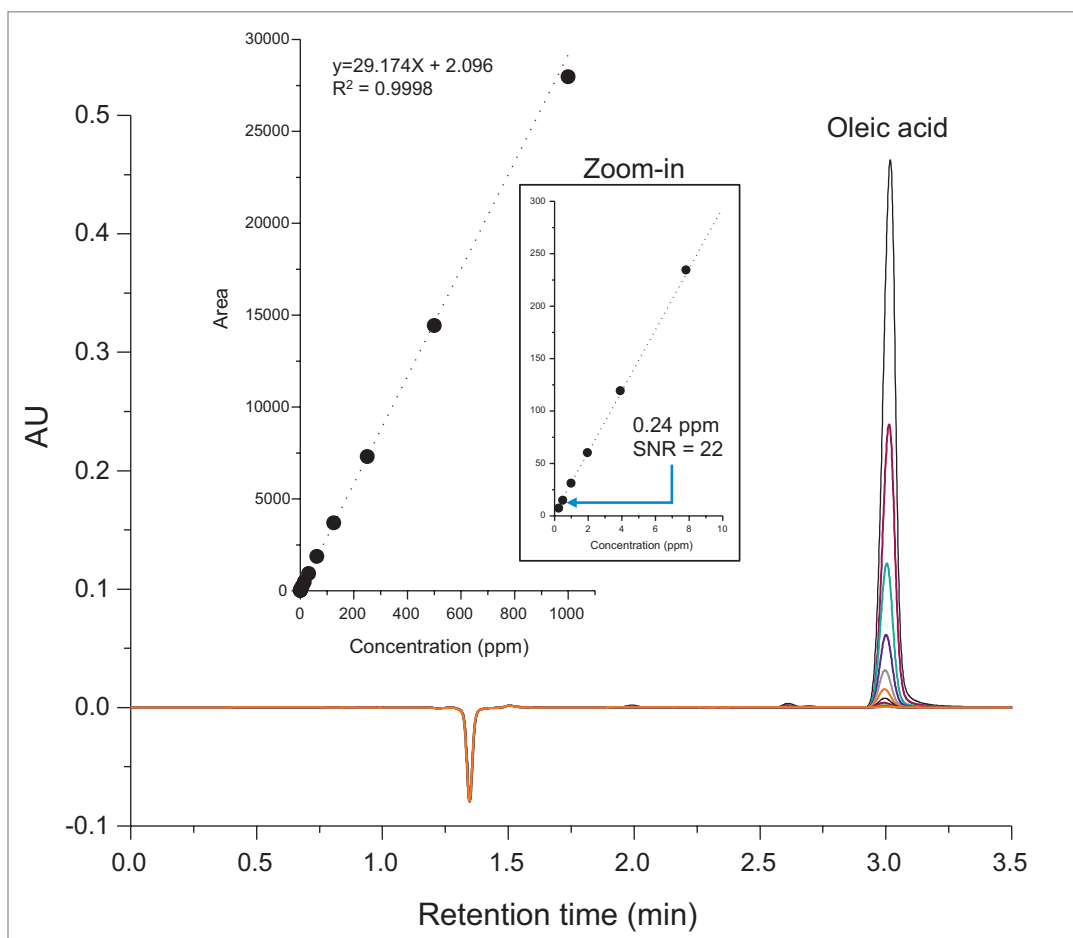 30000
25000
20000
15000
10000
5000
0
Area
0 200 400 600 800 1000
Concentration (ppm)
y=29.174X + 2.096
R² = 0.9998
Zoom-in
300
250
200
150
100
50
0
0 2 4 6 8 10
Concentration (ppm)
0.24 ppm
SNR = 22
Oleic acid
0.5
0.4
0.3
0.2
0.1
0.0
-0.1
AU
0.0 0.5 1.0 1.5 2.0 2.5 3.0 3.5
Retention time (min)